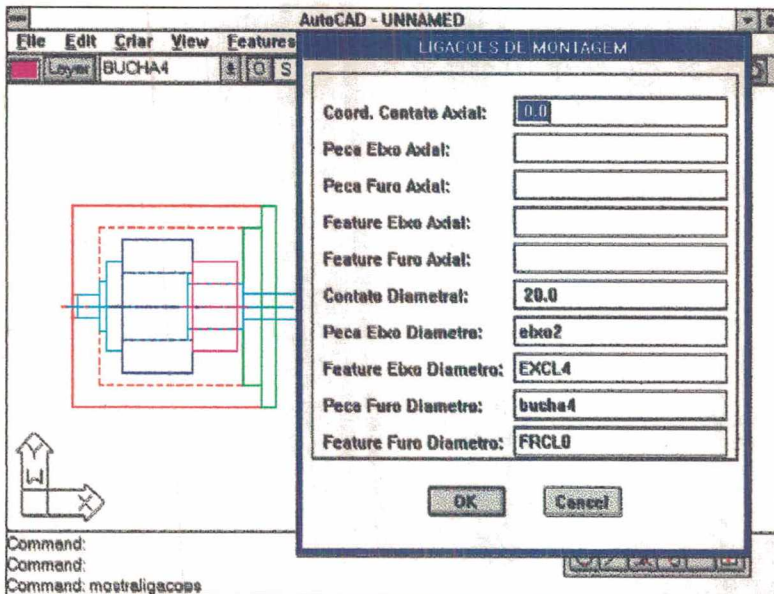 AutoCAD - UNNAMED
File Edit Criar View Features
Layer BUCHA4 O S
LIGACOES DE MONTAGEM
Coord. Contato Axial: 0.0
Peca Eixo Axial:
Peca Furo Axial:
Feature Eixo Axial:
Feature Furo Axial:
Contato Diametral: 20.0
Peca Eixo Diametro: eixo2
Feature Eixo Diametro: EXCL4
Peca Furo Diametro: bucha4
Feature Furo Diametro: FRCL0
OK Cancel
Y
W
X
Command:
Command:
Command: mostraligacoes